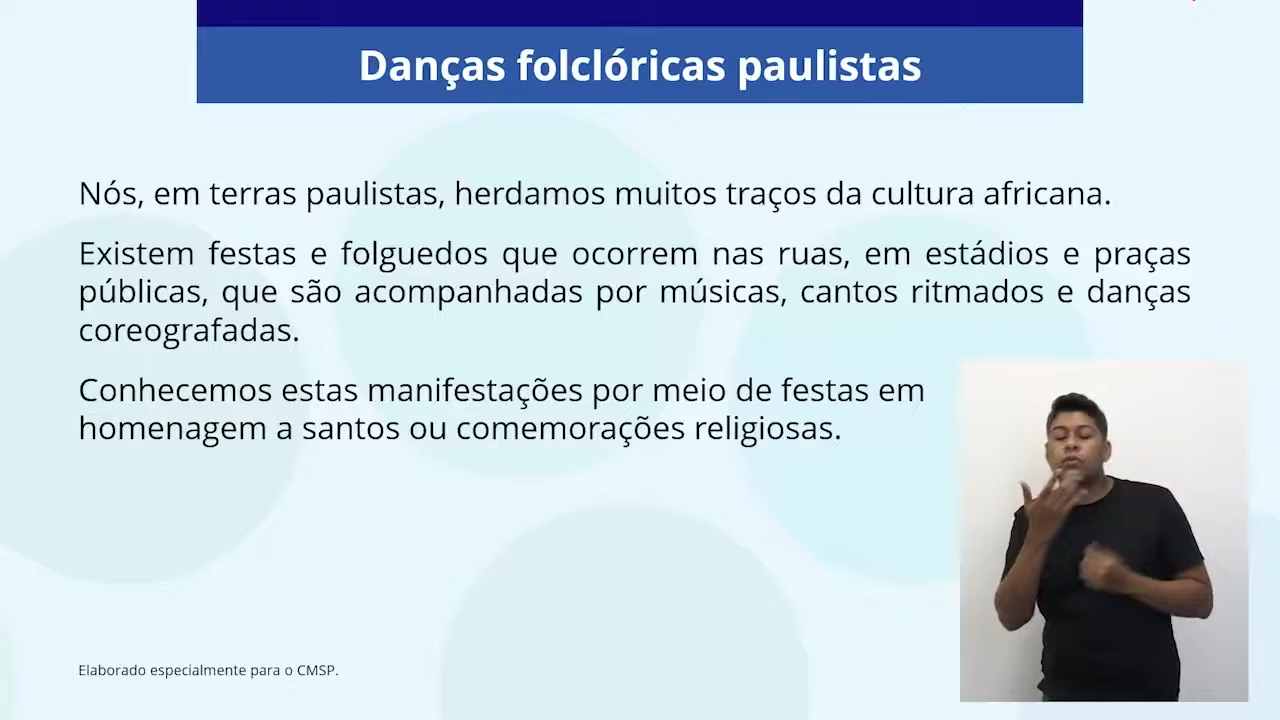 Danças folclóricas paulistas
Nós, em terras paulistas, herdamos muitos traços da cultura africana.
Existem festas e folguedos que ocorrem nas ruas, em estádios e praças
públicas, que são acompanhadas por músicas, cantos ritmados e danças
coreografadas.
Conhecemos estas manifestações por meio de festas em
homenagem a santos ou comemorações religiosas.
Elaborado especialmente para o CMSP.